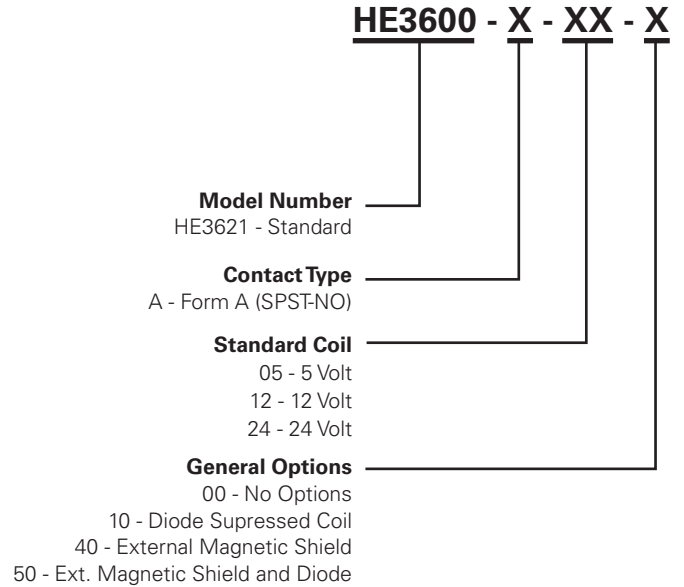 HE3600 - X - XX - X
Model Number
HE3621 - Standard
Contact Type
A - Form A (SPST-NO)
Standard Coil
05 - 5 Volt
12 - 12 Volt
24 - 24 Volt
General Options
00 - No Options
10 - Diode Supressed Coil
40 - External Magnetic Shield
50 - Ext. Magnetic Shield and Diode